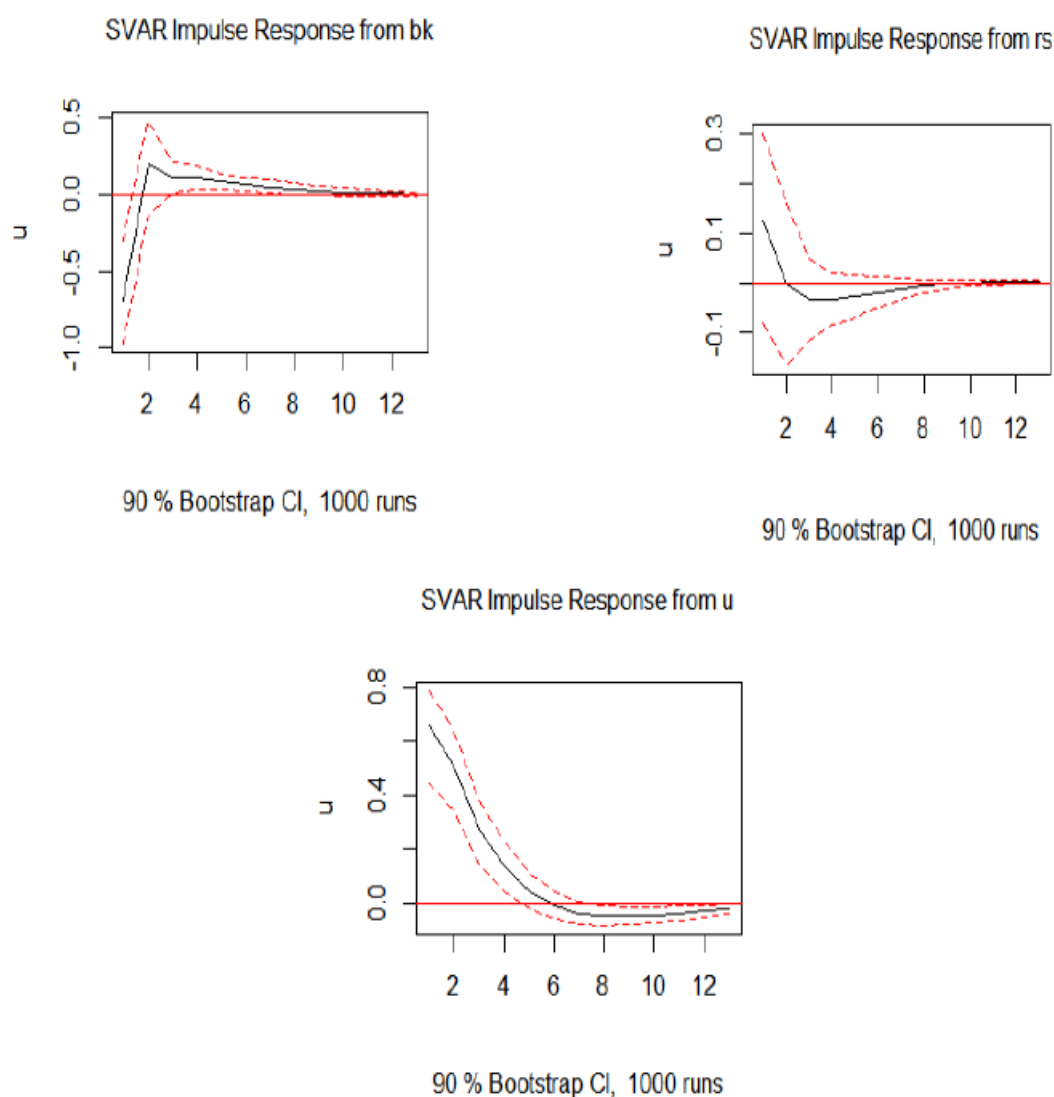 SVAR Impulse Response from bk
u
0.5
0.0
-0.5
-1.0
2 4 6 8 10 12
90 % Bootstrap CI, 1000 runs
SVAR Impulse Response from rs
u
0.3
0.1
-0.1
2 4 6 8 10 12
90 % Bootstrap CI, 1000 runs
SVAR Impulse Response from u
u
0.8
0.4
0.0
2 4 6 8 10 12
90 % Bootstrap CI, 1000 runs